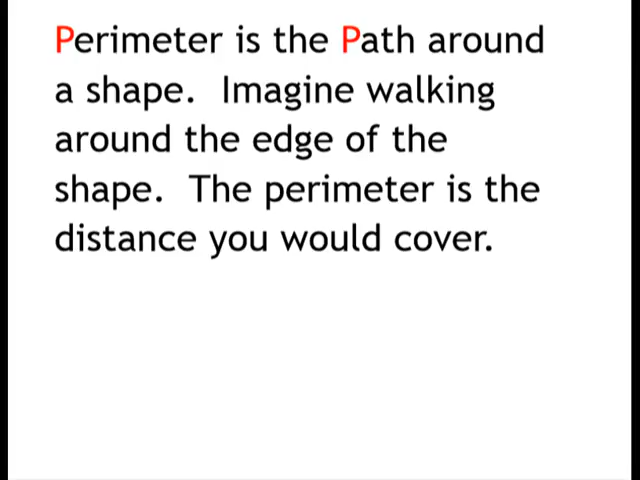 Perimeter is the Path around
a shape.  Imagine walking
around the edge of the
shape.  The perimeter is the
distance you would cover.